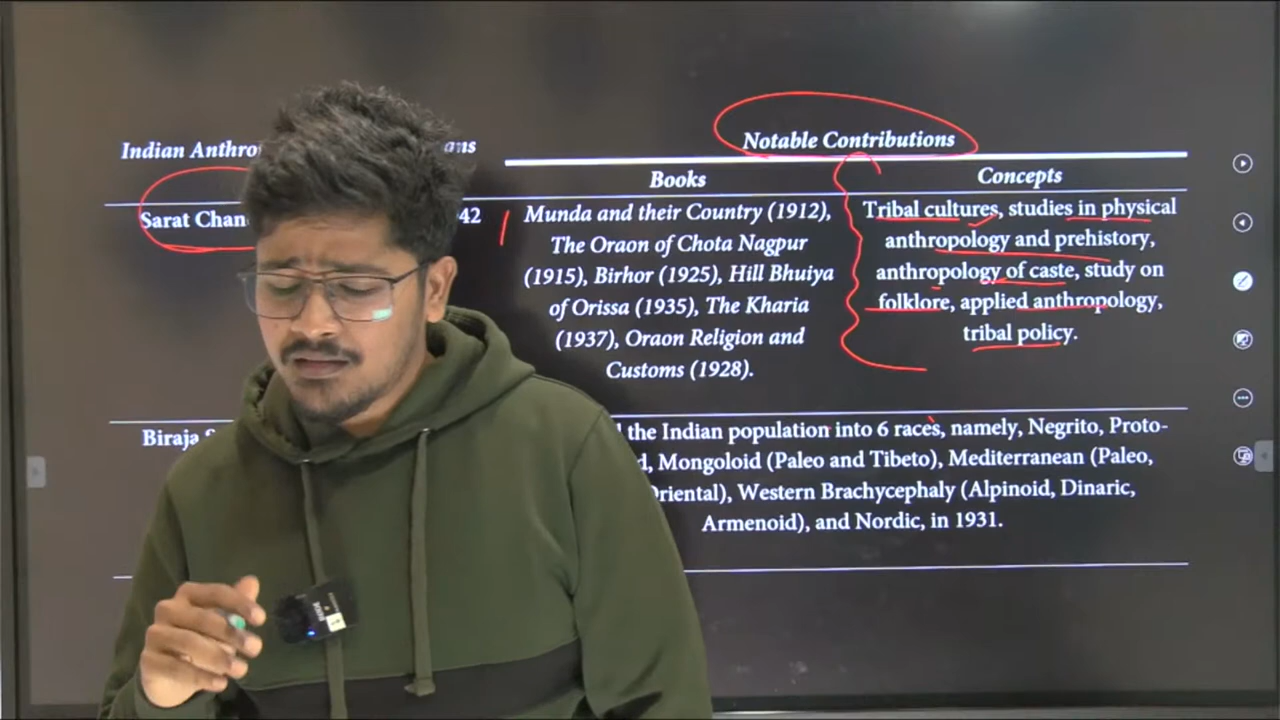 Indian Anthro ans
Notable Contributions
Books
Concepts
Sarat Chan 42
Munda and their Country (1912),
The Oraon of Chota Nagpur
(1915), Birhor (1925), Hill Bhuiya
of Orissa (1935), The Kharia
(1937), Oraon Religion and
Customs (1928).
Tribal cultures, studies in physical
anthropology and prehistory,
anthropology of caste, study on
folklore, applied anthropology,
tribal policy.
Biraja
the Indian population into 6 races, namely, Negrito, Proto-
Mongoloid (Paleo and Tibeto), Mediterranean (Paleo,
Oriental), Western Brachycephaly (Alpinoid, Dinaric,
Armenoid), and Nordic, in 1931.